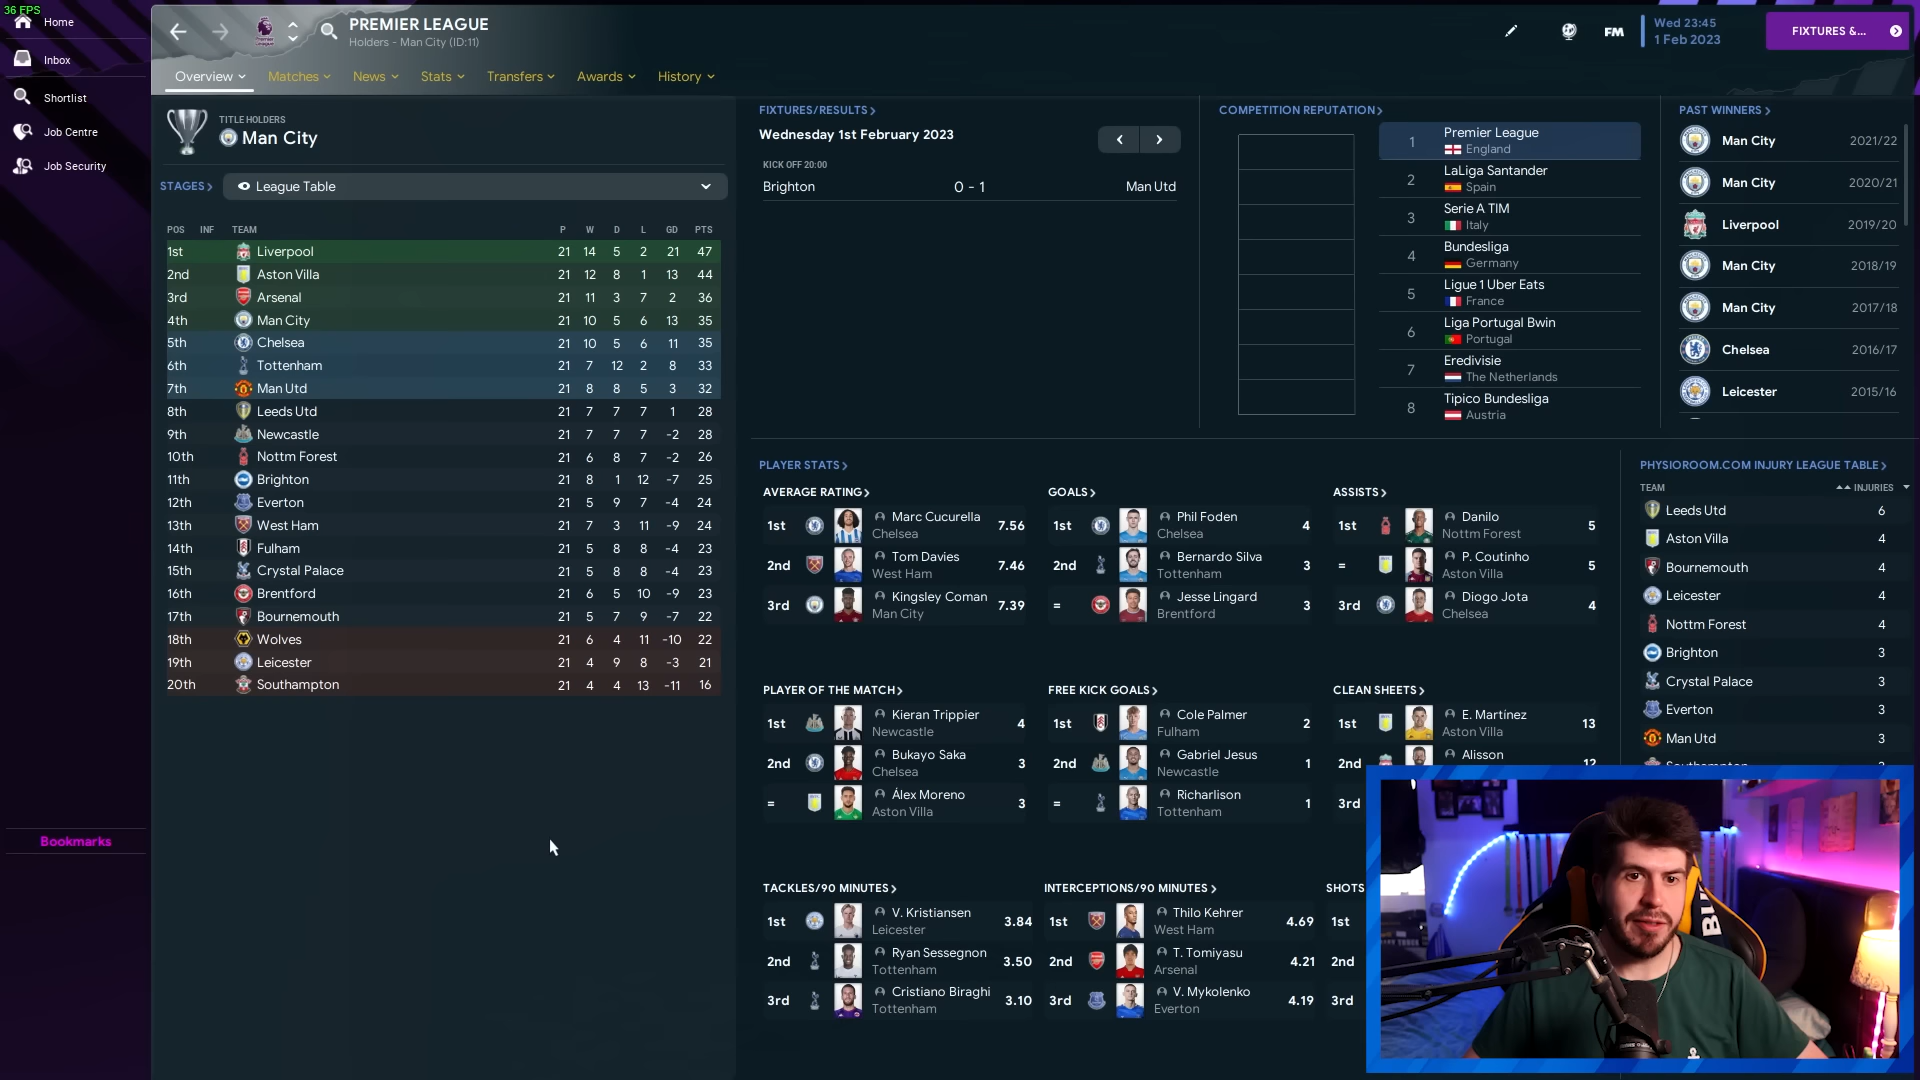 36 FPS
Home
Inbox
Shortlist
Job Centre
Job Security
Bookmarks
PREMIER LEAGUE
Holders - Man City (ID:11)
FM
Wed 23:45
1 Feb 2023
FIXTURES &...
Overview Matches News Stats Transfers Awards History
TITLE HOLDERS
Man City
STAGES
League Table
POS INF TEAM P W D L GD PTS
1st Liverpool 21 14 5 2 21 47
2nd Aston Villa 21 12 8 1 13 44
3rd Arsenal 21 11 3 7 2 36
4th Man City 21 10 5 6 13 35
5th Chelsea 21 10 5 6 11 35
6th Tottenham 21 7 12 2 8 33
7th Man Utd 21 8 8 5 3 32
8th Leeds Utd 21 7 7 7 1 28
9th Newcastle 21 7 7 7 -2 28
10th Nottm Forest 21 6 8 7 -2 26
11th Brighton 21 8 1 12 -7 25
12th Everton 21 5 9 7 -4 24
13th West Ham 21 7 3 11 -9 24
14th Fulham 21 5 8 8 -4 23
15th Crystal Palace 21 5 8 8 -4 23
16th Brentford 21 6 5 10 -9 23
17th Bournemouth 21 5 7 9 -7 22
18th Wolves 21 6 4 11 -10 22
19th Leicester 21 4 9 8 -3 21
20th Southampton 21 4 4 13 -11 16
FIXTURES/RESULTS
Wednesday 1st February 2023
KICK OFF 20:00
Brighton 0 - 1 Man Utd
COMPETITION REPUTATION
1 Premier League
England
2 LaLiga Santander
Spain
3 Serie A TIM
Italy
4 Bundesliga
Germany
5 Ligue 1 Uber Eats
France
6 Liga Portugal Bwin
Portugal
7 Eredivisie
The Netherlands
8 Tipico Bundesliga
Austria
PAST WINNERS
Man City 2021/22
Man City 2020/21
Liverpool 2019/20
Man City 2018/19
Man City 2017/18
Chelsea 2016/17
Leicester 2015/16
PLAYER STATS
AVERAGE RATING
1st Marc Cucurella 7.56
Chelsea
2nd Tom Davies 7.46
West Ham
3rd Kingsley Coman 7.39
Man City
GOALS
1st Phil Foden 4
Chelsea
2nd Bernardo Silva 3
Tottenham
= Jesse Lingard 3
Brentford
ASSISTS
1st Danilo 5
Nottm Forest
= P. Coutinho 5
Aston Villa
3rd Diogo Jota 4
Chelsea
PLAYER OF THE MATCH
1st Kieran Trippier 4
Newcastle
2nd Bukayo Saka 3
Chelsea
= Álex Moreno 3
Aston Villa
FREE KICK GOALS
1st Cole Palmer 2
Fulham
2nd Gabriel Jesus 1
Newcastle
= Richarlison 1
Tottenham
CLEAN SHEETS
1st E. Martínez 13
Aston Villa
2nd Alisson 12
3rd
TACKLES/90 MINUTES
1st V. Kristiansen 3.84
Leicester
2nd Ryan Sessegnon 3.50
Tottenham
3rd Cristiano Biraghi 3.10
Tottenham
INTERCEPTIONS/90 MINUTES
1st Thilo Kehrer 4.69
West Ham
2nd T. Tomiyasu 4.21
Arsenal
3rd V. Mykolenko 4.19
Everton
SHOTS
1st
2nd
3rd
PHYSIOROOM.COM INJURY LEAGUE TABLE
TEAM INJURIES
Leeds Utd 6
Aston Villa 4
Bournemouth 4
Leicester 4
Nottm Forest 4
Brighton 3
Crystal Palace 3
Everton 3
Man Utd 3